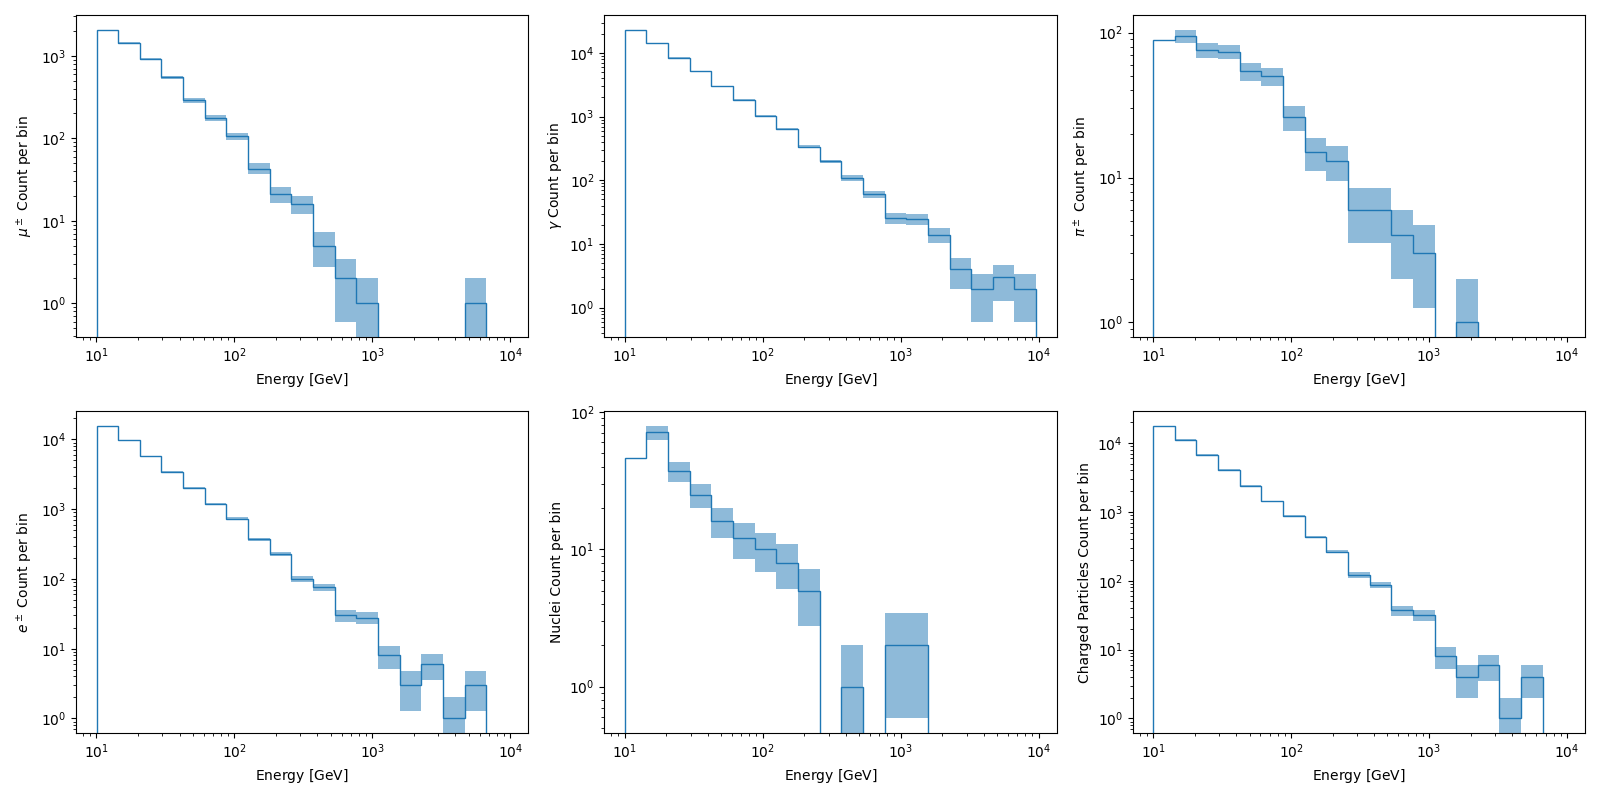 μ± Count per bin
10³
10²
10¹
10⁰
10¹ 10² 10³ 10⁴
Energy [GeV]
γ Count per bin
10⁴
10³
10²
10¹
10⁰
10¹ 10² 10³ 10⁴
Energy [GeV]
π± Count per bin
10²
10¹
10⁰
10¹ 10² 10³ 10⁴
Energy [GeV]
e± Count per bin
10⁴
10³
10²
10¹
10⁰
10¹ 10² 10³ 10⁴
Energy [GeV]
Nuclei Count per bin
10²
10¹
10⁰
10¹ 10² 10³ 10⁴
Energy [GeV]
Charged Particles Count per bin
10⁴
10³
10²
10¹
10⁰
10¹ 10² 10³ 10⁴
Energy [GeV]